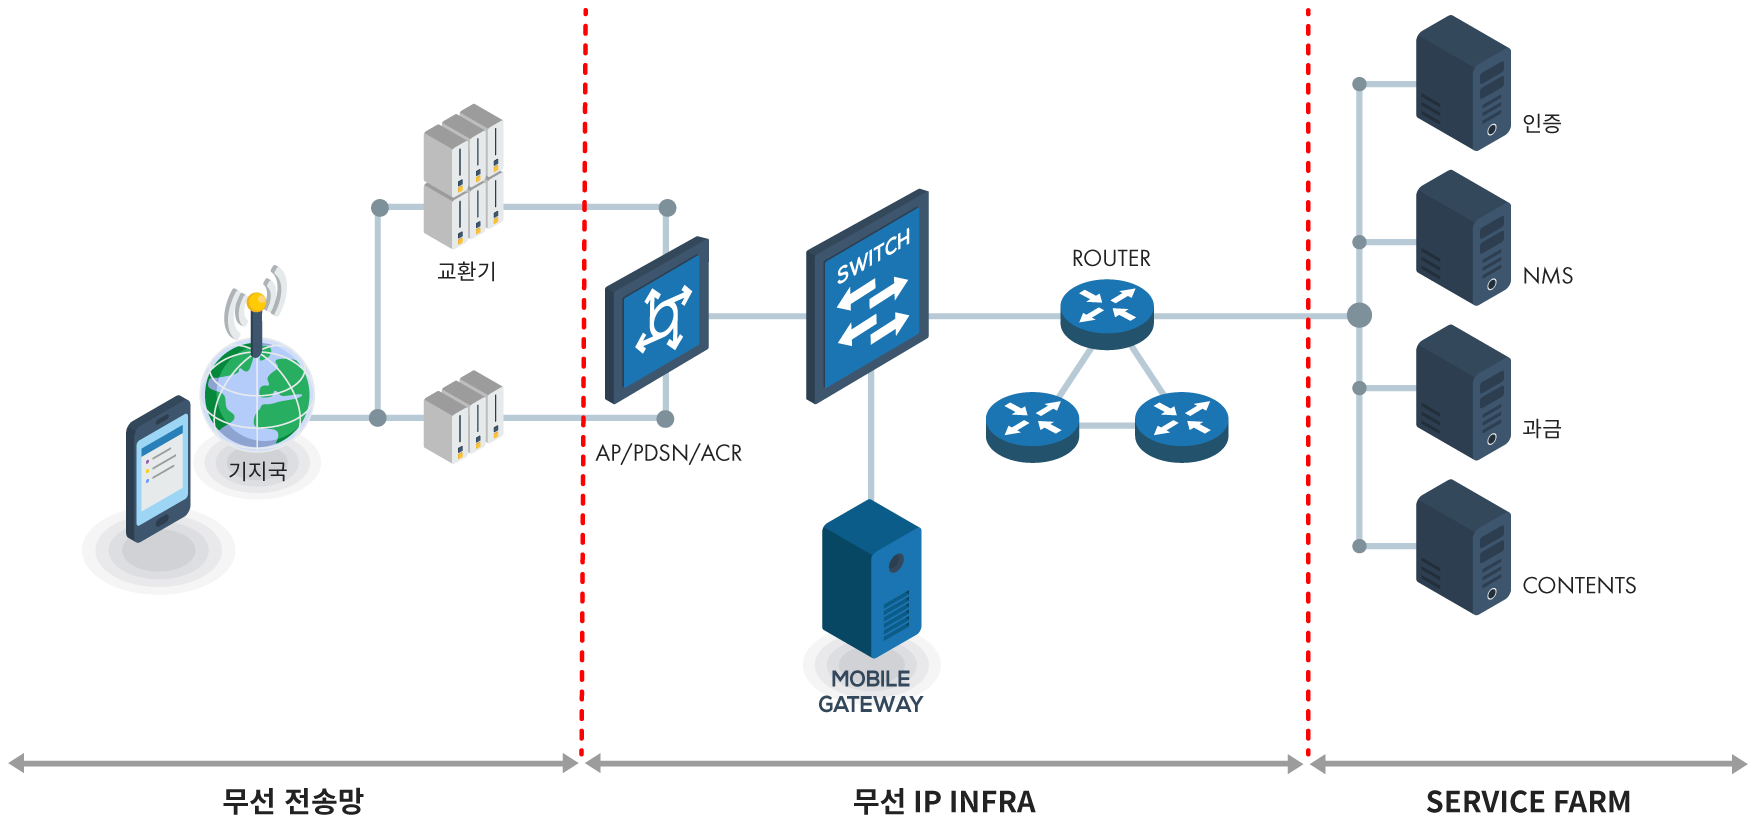 교환기
기지국
AP/PDSN/ACR
SWITCH
MOBILE
GATEWAY
ROUTER
인증
NMS
과금
CONTENTS
무선 전송망
무선 IP INFRA
SERVICE FARM